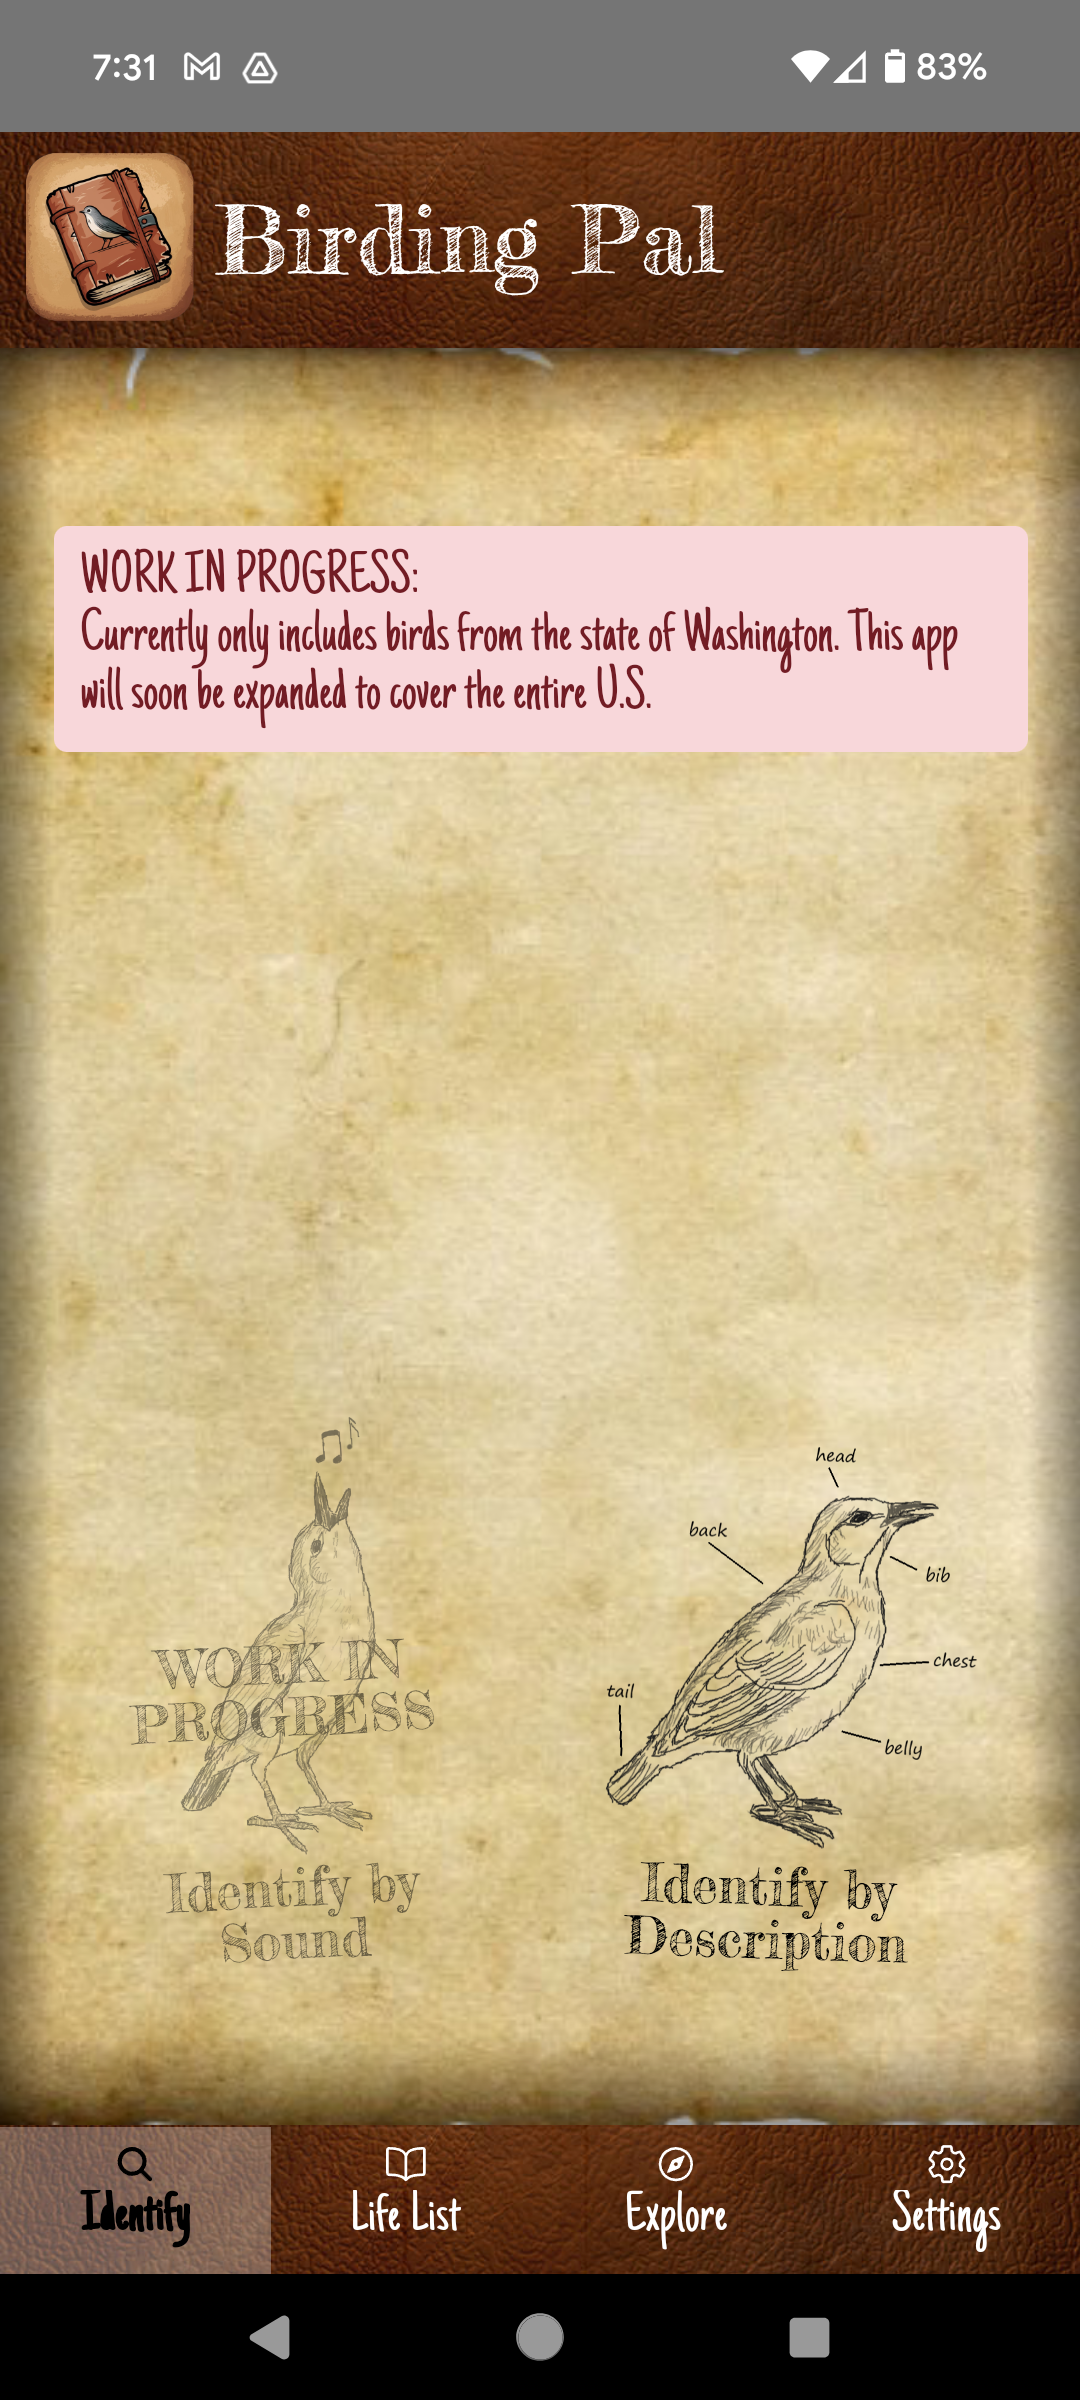 7:31
83%
Birding Pal
WORK IN PROGRESS:
Currently only includes birds from the state of Washington. This app
will soon be expanded to cover the entire U.S.
WORK IN
PROGRESS
Identify by
Sound
head
back
bib
chest
tail
belly
Identify by
Description
Identify
Life List
Explore
Settings